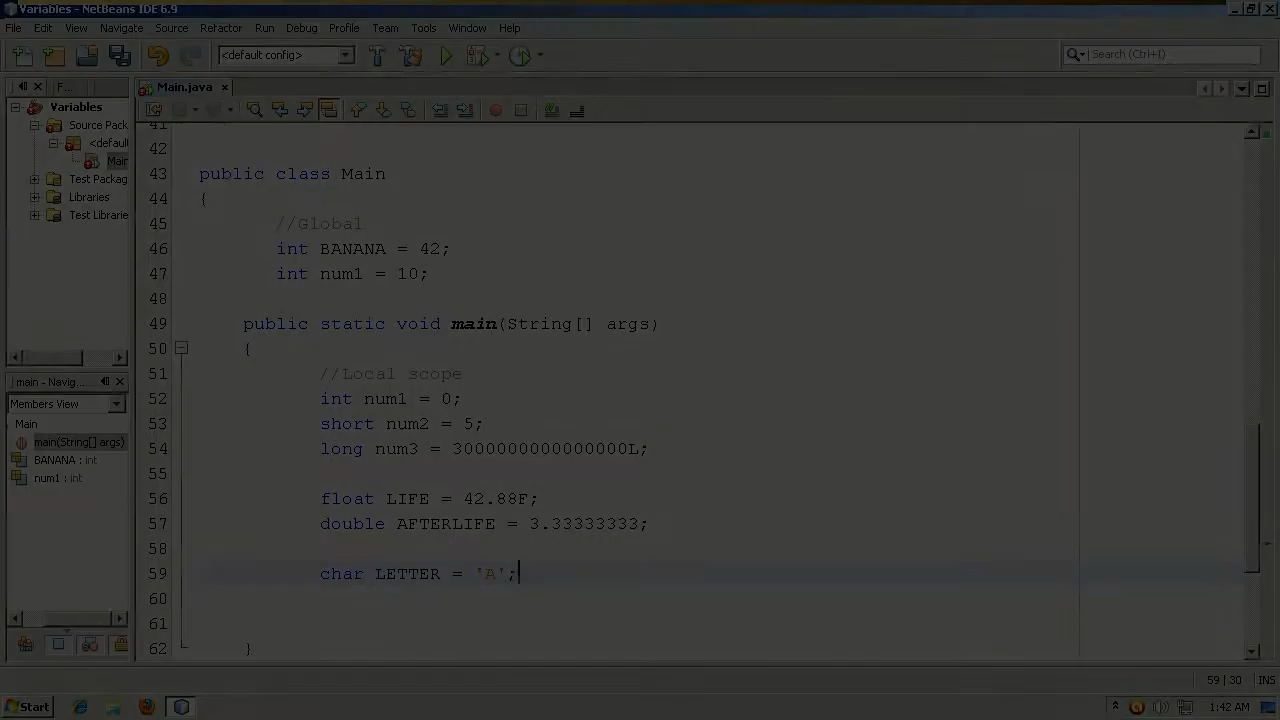 Variables - NetBeans IDE 6.9
File Edit View Navigate Source Refactor Run Debug Profile Team Tools Window Help
<default config>
Search (Ctrl+I)
F...
Main.java
Variables
Source Pack
<defaul
Main
Test Packag
Libraries
Test Librarie
main - Navig...
Members View
Main
main(String[] args)
BANANA : int
num1 : int
41
42
43 public class Main
44 {
45 //Global
46 int BANANA = 42;
47 int num1 = 10;
48
49 public static void main(String[] args)
50 {
51 //Local scope
52 int num1 = 0;
53 short num2 = 5;
54 long num3 = 3000000000000000L;
55
56 float LIFE = 42.88F;
57 double AFTERLIFE = 3.33333333;
58
59 char LETTER = 'A';
60
61
62 }
59 | 30 INS
Start
1:42 AM